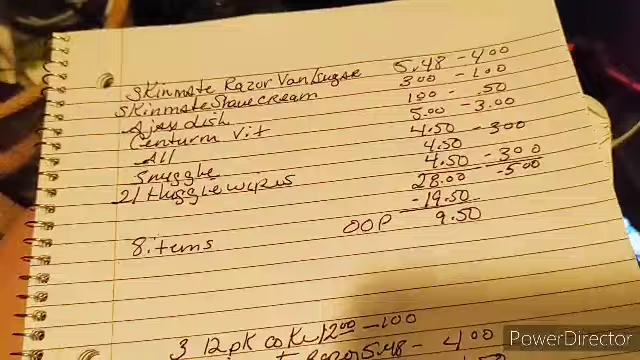 Skinmate Razor Van/sugar 5.48 - 4.00
Skinmate Shave cream 3.00 - 1.00
Ajax dish 1.00 - .50
Centurm Vit 5.00 - 3.00
All 4.50 - 3.00
Snuggle 4.50
2/ Huggle wipes 4.50 - 3.00
28.00 - 5.00
- 19.50
OOP 9.50
8 items
3 12pk coke 12.00 - 1.00
Razor 5.48 - 4.00
PowerDirector